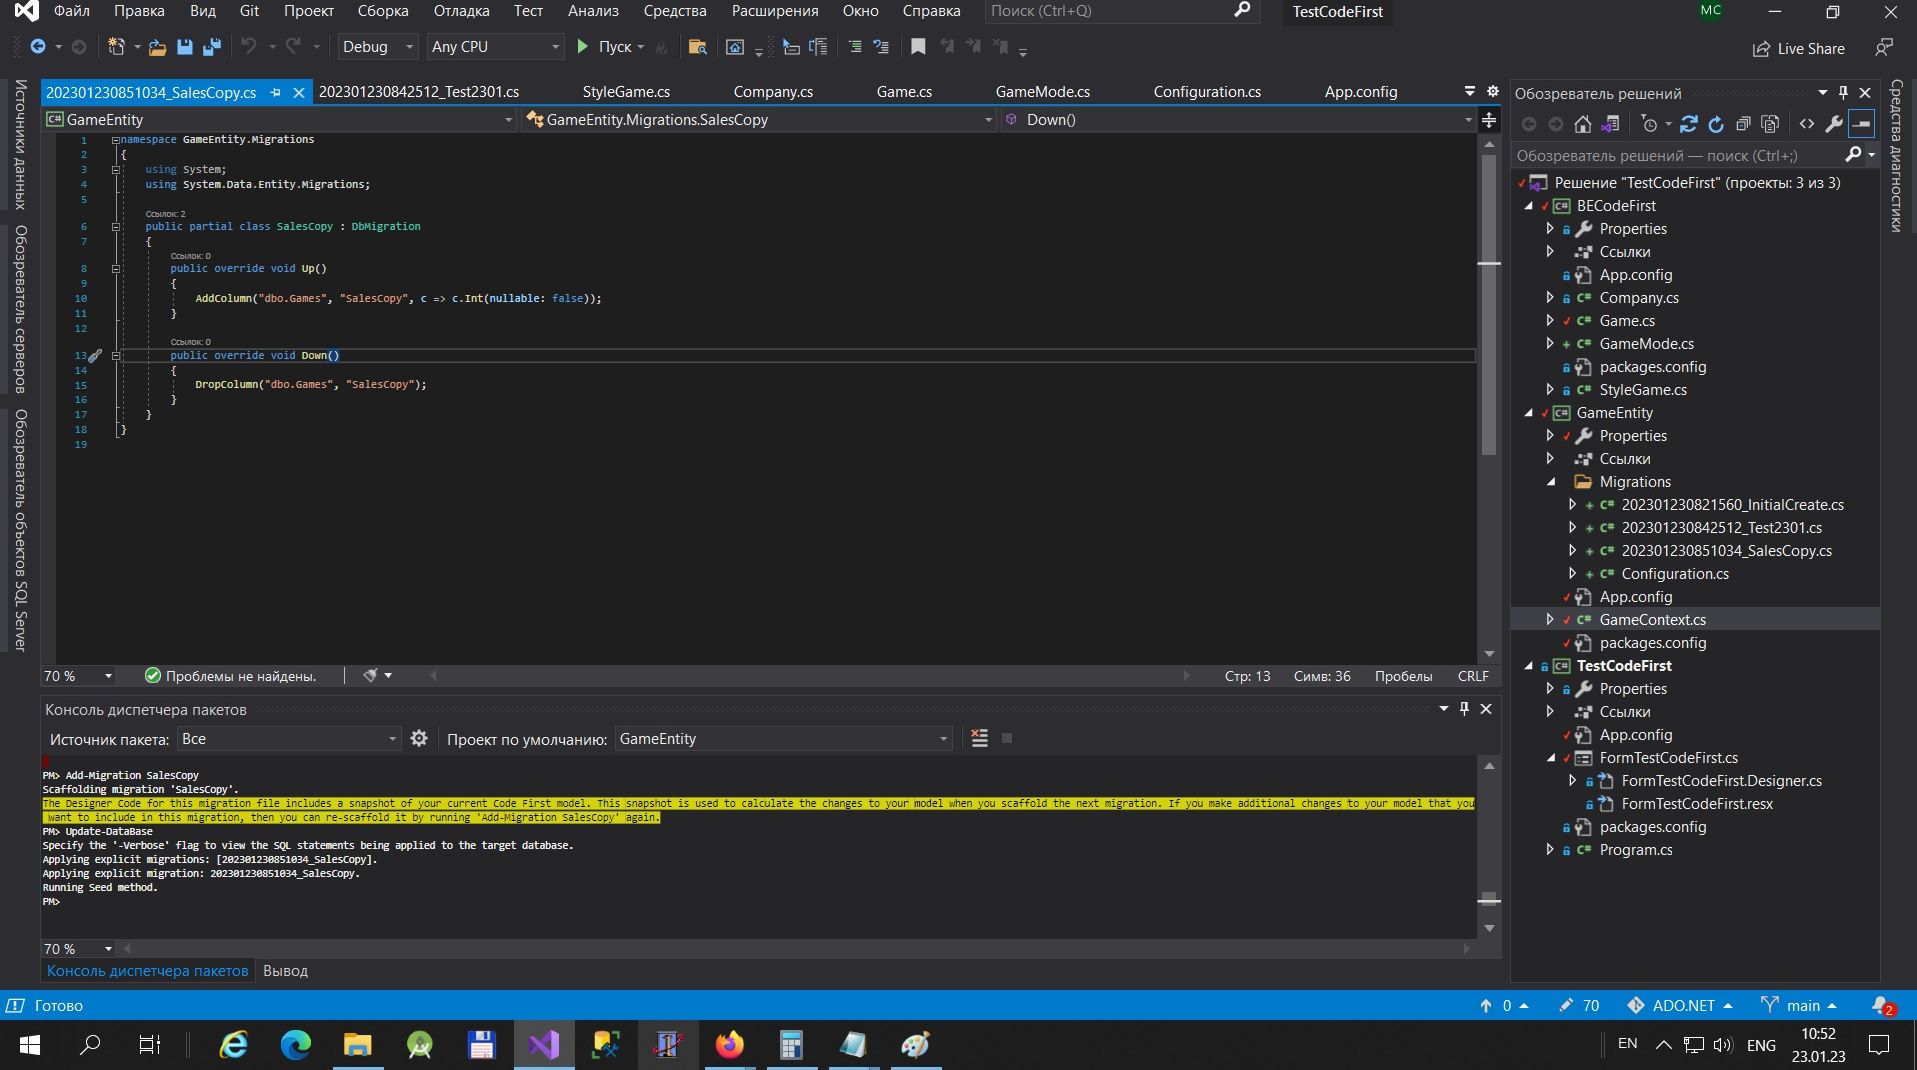 Файл Правка Вид Git Проект Сборка Отладка Тест Анализ Средства Расширения Окно Справка Поиск (Ctrl+Q) TestCodeFirst MC
Debug Any CPU Пуск Live Share
Источники данных
Обозреватель серверов
Обозреватель объектов SQL Server
202301230851034_SalesCopy.cs 202301230842512_Test2301.cs StyleGame.cs Company.cs Game.cs GameMode.cs Configuration.cs App.config
GameEntity GameEntity.Migrations.SalesCopy Down()
1 namespace GameEntity.Migrations
2 {
3 using System;
4 using System.Data.Entity.Migrations;
5
Ссылок: 2
6 public partial class SalesCopy : DbMigration
7 {
Ссылок: 0
8 public override void Up()
9 {
10 AddColumn("dbo.Games", "SalesCopy", c => c.Int(nullable: false));
11 }
12
Ссылок: 0
13 public override void Down()
14 {
15 DropColumn("dbo.Games", "SalesCopy");
16 }
17 }
18 }
19
70 % Проблемы не найдены. Стр: 13 Симв: 36 Пробелы CRLF
Консоль диспетчера пакетов
Источник пакета: Все Проект по умолчанию: GameEntity
PM> Add-Migration SalesCopy
Scaffolding migration 'SalesCopy'.
The Designer Code for this migration file includes a snapshot of your current Code First model. This snapshot is used to calculate the changes to your model when you scaffold the next migration. If you make additional changes to your model that you
want to include in this migration, then you can re-scaffold it by running 'Add-Migration SalesCopy' again.
PM> Update-DataBase
Specify the '-Verbose' flag to view the SQL statements being applied to the target database.
Applying explicit migrations: [202301230851034_SalesCopy].
Applying explicit migration: 202301230851034_SalesCopy.
Running Seed method.
PM>
70 %
Консоль диспетчера пакетов Вывод
Обозреватель решений
Обозреватель решений — поиск (Ctrl+;)
Решение "TestCodeFirst" (проекты: 3 из 3)
BECodeFirst
Properties
Ссылки
App.config
Company.cs
Game.cs
GameMode.cs
packages.config
StyleGame.cs
GameEntity
Properties
Ссылки
Migrations
202301230821560_InitialCreate.cs
202301230842512_Test2301.cs
202301230851034_SalesCopy.cs
Configuration.cs
App.config
GameContext.cs
packages.config
TestCodeFirst
Properties
Ссылки
App.config
FormTestCodeFirst.cs
FormTestCodeFirst.Designer.cs
FormTestCodeFirst.resx
packages.config
Program.cs
Средства диагностики
Готово 0 70 ADO.NET main 2
EN ENG 10:52
23.01.23